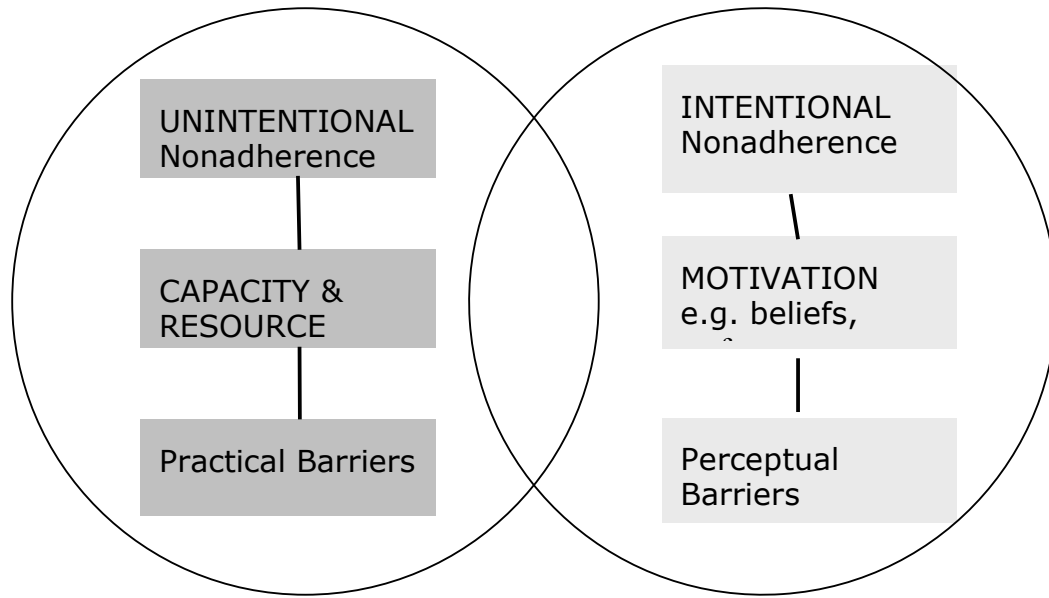 UNINTENTIONAL
Nonadherence
CAPACITY &
RESOURCE
Practical Barriers
INTENTIONAL
Nonadherence
MOTIVATION
e.g. beliefs,
Perceptual
Barriers